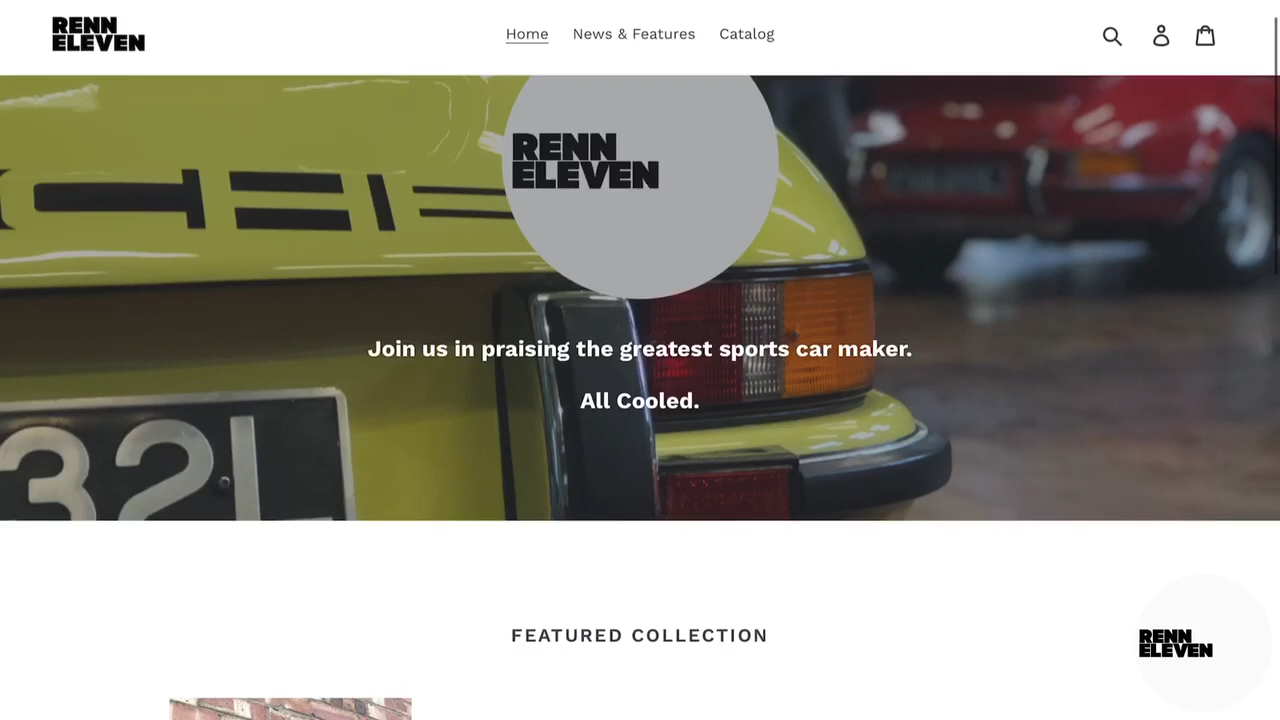 RENN
ELEVEN
Home News & Features Catalog
RENN
ELEVEN
Join us in praising the greatest sports car maker.
All Cooled.
32L
FEATURED COLLECTION
RENN
ELEVEN